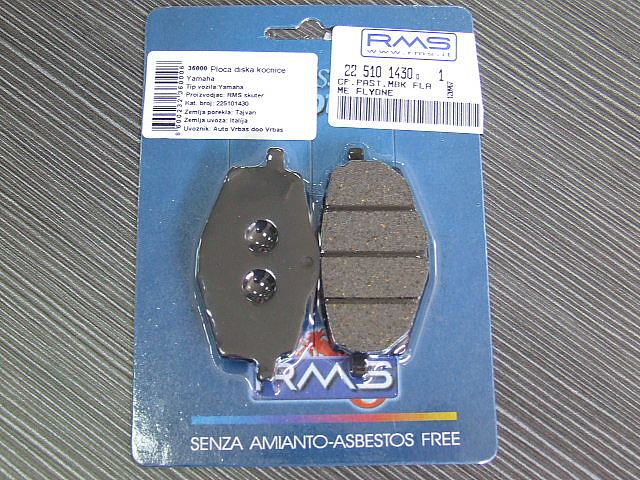 36800 Ploca diska kocnice
Yamaha
Tip vozila:Yamaha
Proizvodjac: RMS skuter
Kat. broj: 225101430
Zemlja porekla: Tajvan
Zemlja uvoza: Italija
Uvoznik: Auto Vrbas doo Vrbas
RMS
www.rms.it
22 510 1430 0 1
CF.PAST.MBK FLA
ME FLYONE
RMS
SENZA AMIANTO-ASBESTOS FREE